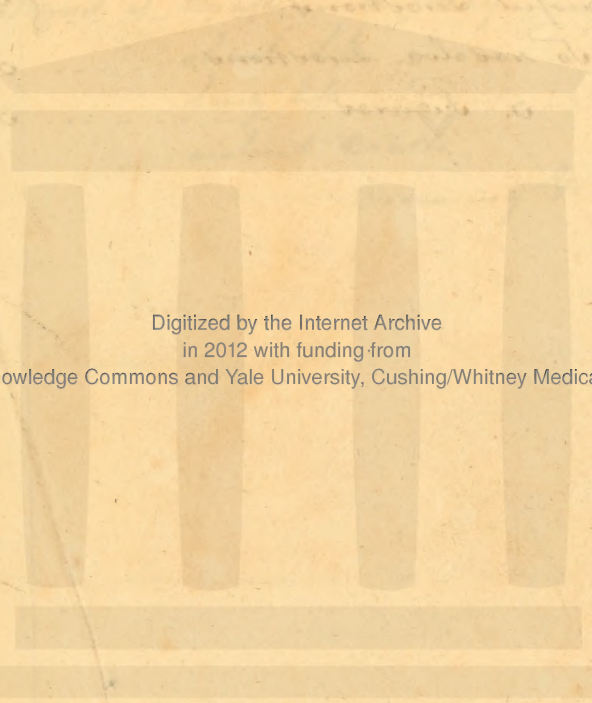 Digitized by the Internet Archive
in 2012 with funding from
owledge Commons and Yale University, Cushing/Whitney Medica